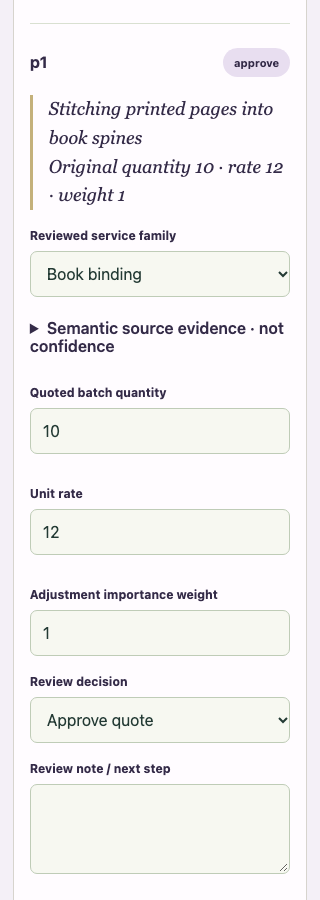 p1
approve
Stitching printed pages into
book spines
Original quantity 10 · rate 12
· weight 1
Reviewed service family
Book binding
▶ Semantic source evidence · not
confidence
Quoted batch quantity
10
Unit rate
12
Adjustment importance weight
1
Review decision
Approve quote
Review note / next step